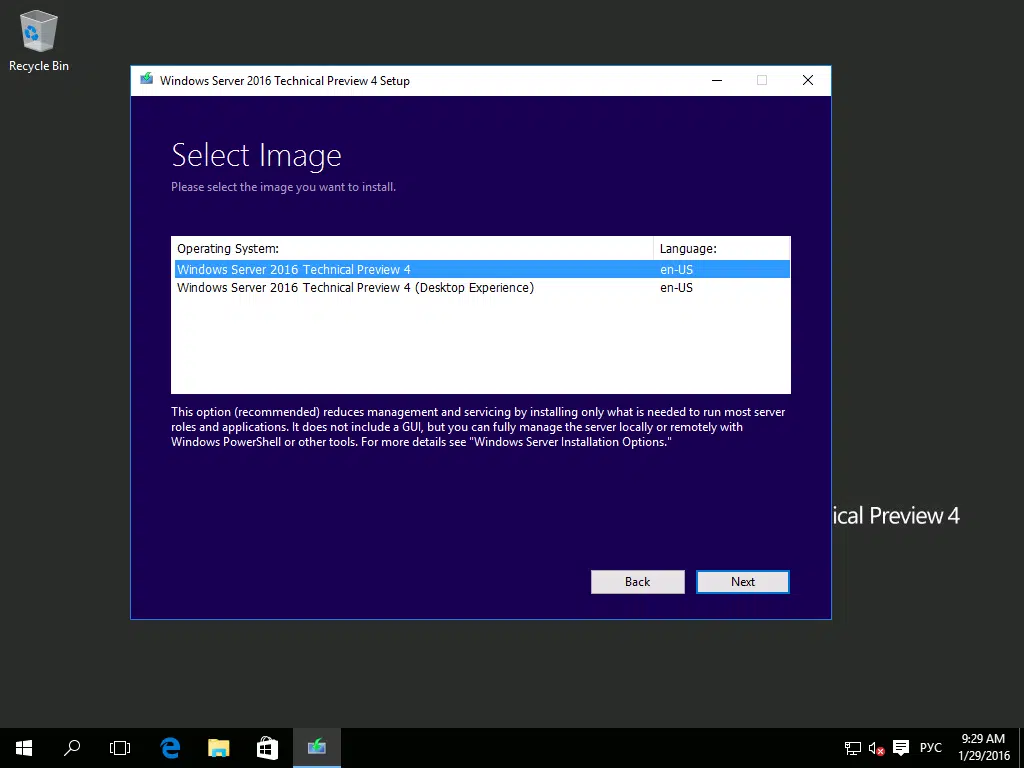 Recycle Bin
Windows Server 2016 Technical Preview 4 Setup
Select Image
Please select the image you want to install.
Operating System: Language:
Windows Server 2016 Technical Preview 4 en-US
Windows Server 2016 Technical Preview 4 (Desktop Experience) en-US
This option (recommended) reduces management and servicing by installing only what is needed to run most server
roles and applications. It does not include a GUI, but you can fully manage the server locally or remotely with
Windows PowerShell or other tools. For more details see "Windows Server Installation Options."
ical Preview 4
Back Next
РУС
9:29 AM
1/29/2016